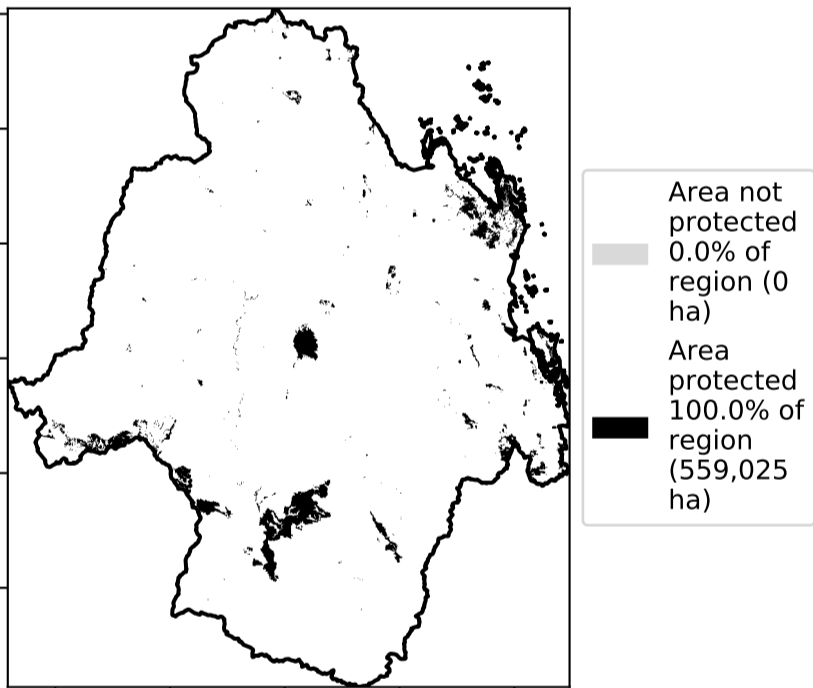 Area not
protected
0.0% of
region (0
ha)
Area
protected
100.0% of
region
(559,025
ha)